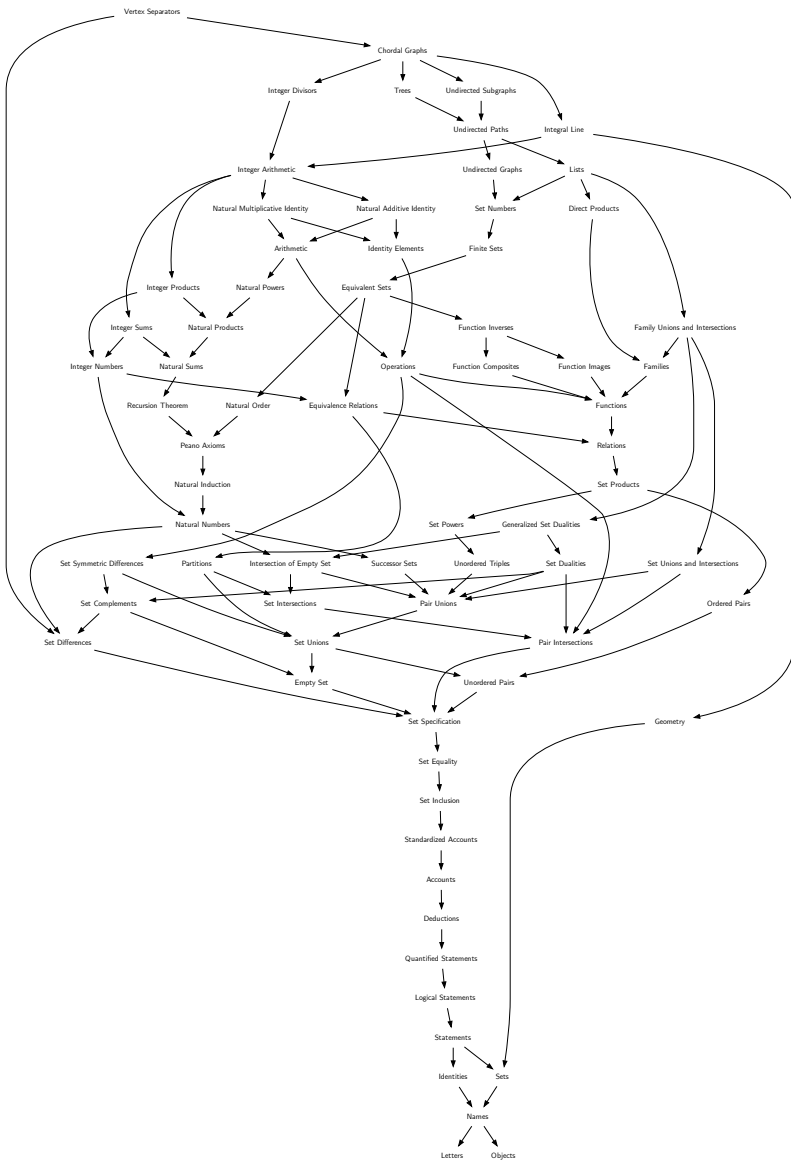 Vertex Separators
Chordal Graphs
Integer Divisors
Trees
Undirected Subgraphs
Undirected Paths
Integral Line
Integer Arithmetic
Undirected Graphs
Lists
Natural Multiplicative Identity
Natural Additive Identity
Set Numbers
Direct Products
Arithmetic
Identity Elements
Finite Sets
Integer Products
Natural Powers
Equivalent Sets
Integer Sums
Natural Products
Function Inverses
Family Unions and Intersections
Integer Numbers
Natural Sums
Operations
Function Composites
Function Images
Families
Recursion Theorem
Natural Order
Equivalence Relations
Functions
Peano Axioms
Relations
Natural Induction
Set Products
Natural Numbers
Set Powers
Generalized Set Dualities
Set Symmetric Differences
Partitions
Intersection of Empty Set
Successor Sets
Unordered Triples
Set Dualities
Set Unions and Intersections
Set Complements
Set Intersections
Pair Unions
Ordered Pairs
Set Differences
Set Unions
Pair Intersections
Empty Set
Unordered Pairs
Set Specification
Geometry
Set Equality
Set Inclusion
Standardized Accounts
Accounts
Deductions
Quantified Statements
Logical Statements
Statements
Identities
Sets
Names
Letters
Objects